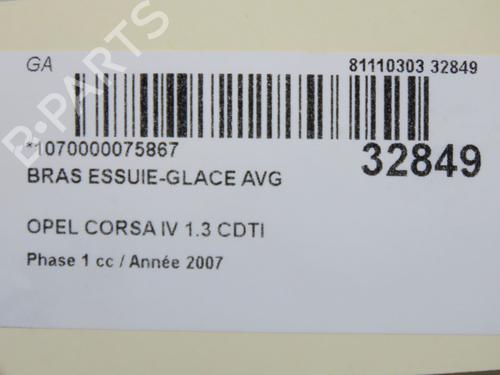 GA
81110303 32849
*1070000075867
32849
BRAS ESSUIE-GLACE AVG
OPEL CORSA IV 1.3 CDTI
Phase 1 cc / Année 2007
B-PARTS